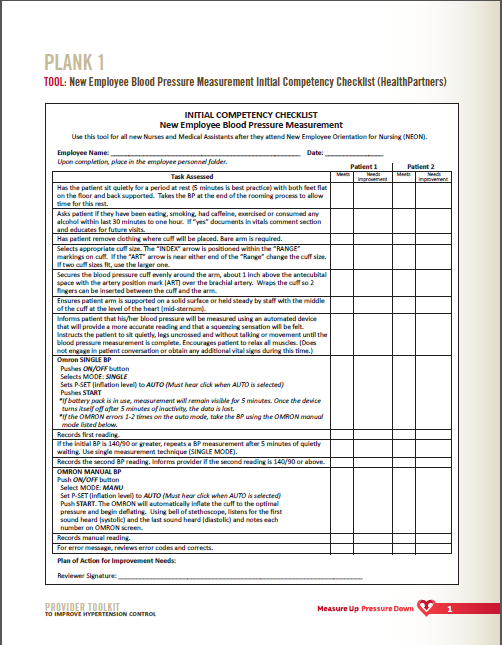 PLANK 1
TOOL: New Employee Blood Pressure Measurement Initial Competency Checklist (HealthPartners)
INITIAL COMPETENCY CHECKLIST
New Employee Blood Pressure Measurement
Use this tool for all new Nurses and Medical Assistants after they attend New Employee Orientation for Nursing (NEON).
Employee Name: Date:
Upon completion, place in the employee personnel folder.
Patient 1 Patient 2
Task Assessed Meets Needs Improvement Meets Needs Improvement
Has the patient sit quietly for a period at rest (5 minutes is best practice) with both feet flat
on the floor and back supported. Takes the BP at the end of the rooming process to allow
time for this rest.
Asks patient if they have been eating, smoking, had caffeine, exercised or consumed any
alcohol within last 30 minutes to one hour. If "yes" documents in vitals comment section
and educates for future visits.
Has patient remove clothing where cuff will be placed. Bare arm is required.
Selects appropriate cuff size. The "INDEX" arrow is positioned within the "RANGE"
markings on cuff. If the "ART" arrow is near either end of the "Range" change the cuff size.
If two cuff sizes fit, use the larger one.
Secures the blood pressure cuff evenly around the arm, about 1 inch above the antecubital
space with the artery position mark (ART) over the brachial artery. Wraps the cuff so 2
fingers can be inserted between the cuff and the arm.
Ensures patient arm is supported on a solid surface or held steady by staff with the middle
of the cuff at the level of the heart (mid-sternum).
Informs patient that his/her blood pressure will be measured using an automated device
that will provide a more accurate reading and that a squeezing sensation will be felt.
Instructs the patient to sit quietly, legs uncrossed and without talking or movement until the
blood pressure measurement is complete. Encourages patient to relax all muscles. (Does
not engage in patient conversation or obtain any additional vital signs during this time.)
Omron SINGLE BP
Pushes ON/OFF button
Selects MODE: SINGLE
Sets P-SET (inflation level) to AUTO (Must hear click when AUTO is selected)
Pushes START
*If battery pack is in use, measurement will remain visible for 5 minutes. Once the device
turns itself off after 5 minutes of inactivity, the data is lost.
*If the OMRON errors 1-2 times on the auto mode, take the BP using the OMRON manual
mode listed below.
Records first reading.
If the initial BP is 140/90 or greater, repeats a BP measurement after 5 minutes of quietly
waiting. Use single measurement technique (SINGLE MODE).
Records the second BP reading. Informs provider if the second reading is 140/90 or above.
OMRON MANUAL BP
Push ON/OFF button
Select MODE: MANU
Set P-SET (inflation level) to AUTO (Must hear click when AUTO is selected)
Push START. The OMRON will automatically inflate the cuff to the optimal
pressure and begin deflating. Using bell of stethoscope, listens for the first
sound heard (systolic) and the last sound heard (diastolic) and notes each
number on OMRON screen.
Records manual reading.
For error message, reviews error codes and corrects.
Plan of Action for Improvement Needs:
Reviewer Signature:
PROVIDER TOOLKIT
TO IMPROVE HYPERTENSION CONTROL
Measure Up Pressure Down 1